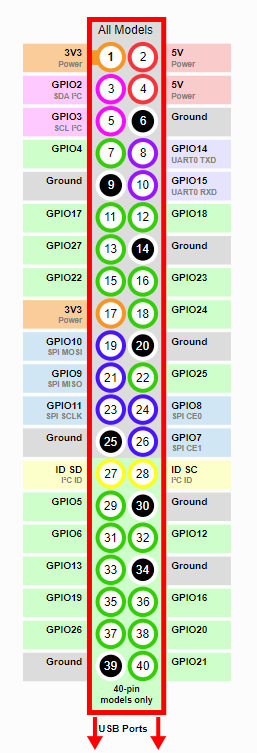 All Models
3V3 1 2 5V
Power Power
GPIO2 3 4 5V
SDA I²C Power
GPIO3 5 6 Ground
SCL I²C
GPIO4 7 8 GPIO14
UART0 TXD
Ground 9 10 GPIO15
UART0 RXD
GPIO17 11 12 GPIO18
GPIO27 13 14 Ground
GPIO22 15 16 GPIO23
3V3 17 18 GPIO24
Power
GPIO10 19 20 Ground
SPI MOSI
GPIO9 21 22 GPIO25
SPI MISO
GPIO11 23 24 GPIO8
SPI SCLK SPI CE0
Ground 25 26 GPIO7
SPI CE1
ID SD 27 28 ID SC
I²C ID I²C ID
GPIO5 29 30 Ground
GPIO6 31 32 GPIO12
GPIO13 33 34 Ground
GPIO19 35 36 GPIO16
GPIO26 37 38 GPIO20
Ground 39 40 GPIO21
40-pin
models only
USB Ports